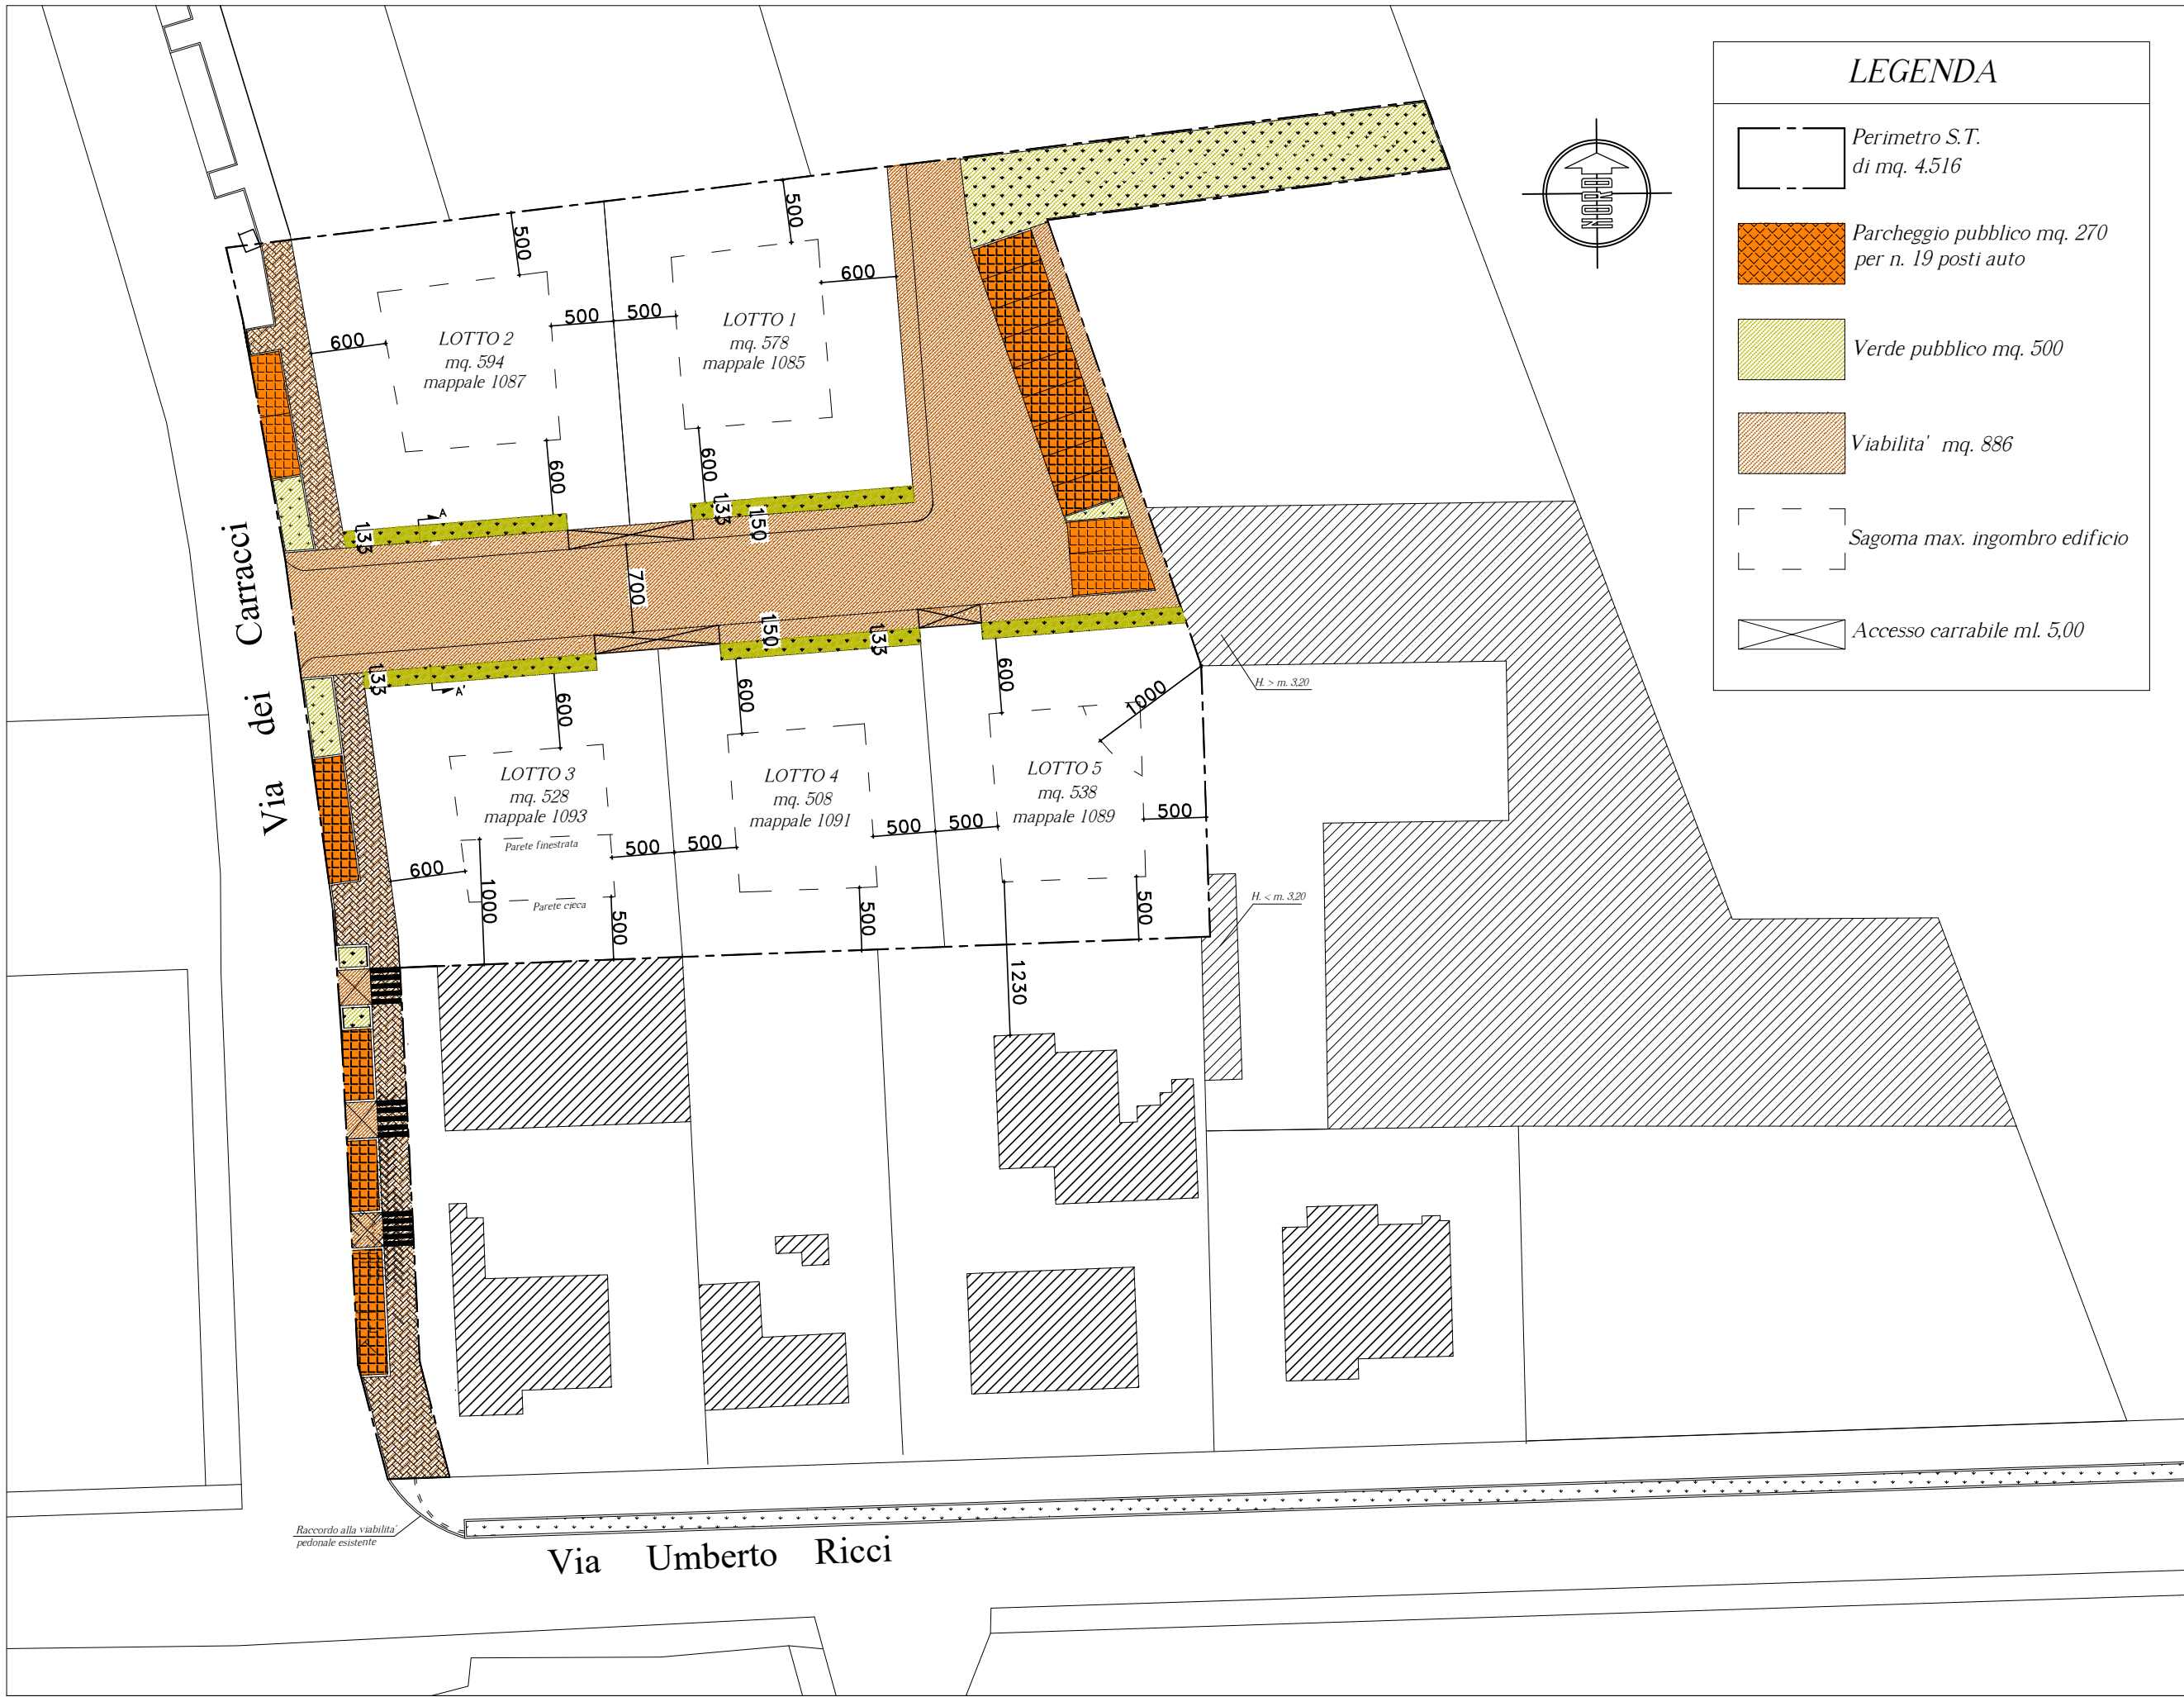 LEGENDA
Perimetro S.T.
di mq. 4.516
Parcheggio pubblico mq. 270
per n. 19 posti auto
Verde pubblico mq. 500
Viabilita' mq. 886
Sagoma max. ingombro edificio
Accesso carrabile ml. 5,00
NORD
500
500
600
500
500
600
LOTTO 1
mq. 578
mappale 1085
LOTTO 2
mq. 594
mappale 1087
600
600
133
150
133
A
700
Via dei Carracci
150
133
133
A'
600
600
600
1000
H. > m. 3,20
LOTTO 3
mq. 528
mappale 1093
Parete finestrata
LOTTO 4
mq. 508
mappale 1091
LOTTO 5
mq. 538
mappale 1089
500
500
500
500
500
600
1000
Parete cieca
500
500
500
H. < m. 3,20
1230
Raccordo alla viabilita'
pedonale esistente
Via Umberto Ricci